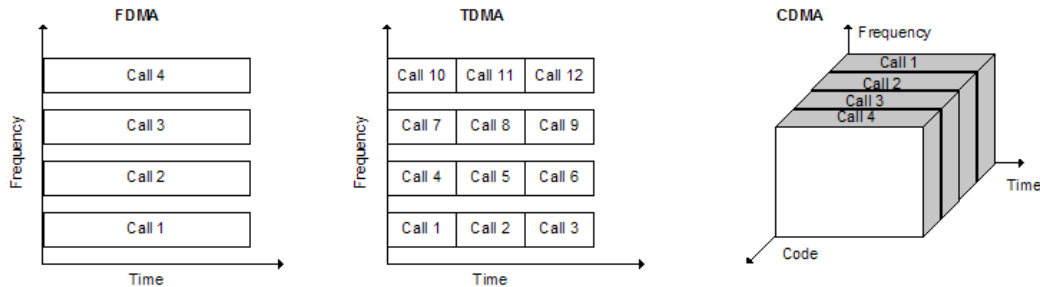 FDMA
Frequency
Call 4
Call 3
Call 2
Call 1
Time
TDMA
Frequency
Call 10 Call 11 Call 12
Call 7 Call 8 Call 9
Call 4 Call 5 Call 6
Call 1 Call 2 Call 3
Time
CDMA
Frequency
Call 1
Call 2
Call 3
Call 4
Time
Code